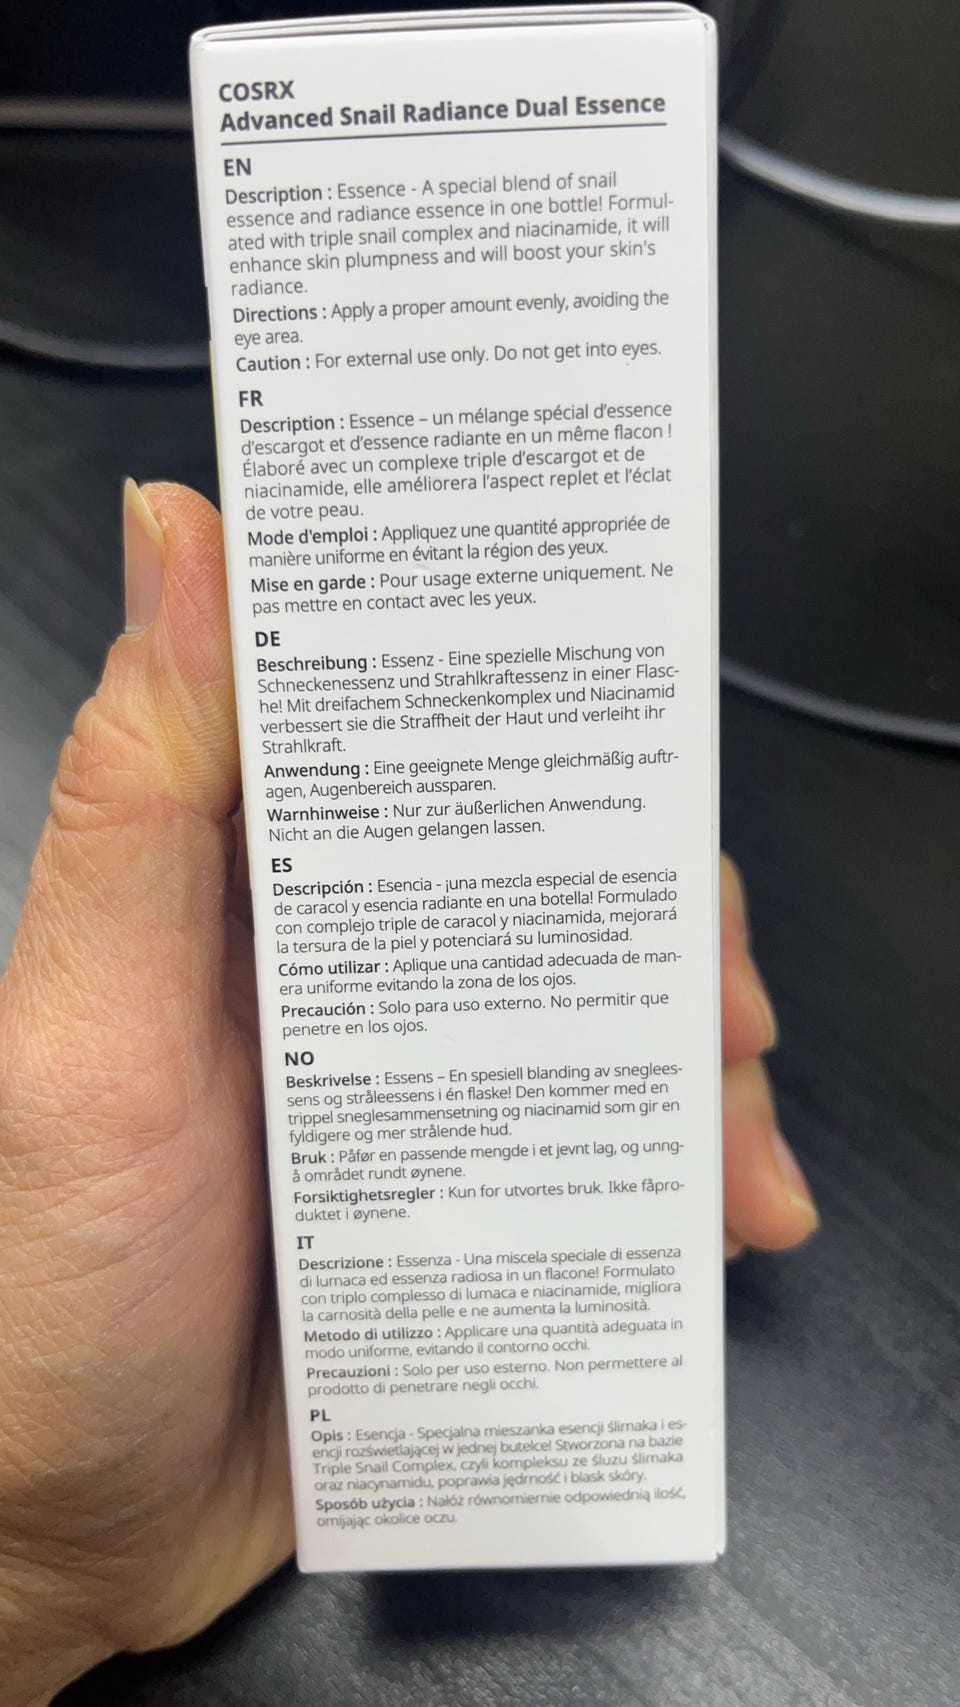 COSRX
Advanced Snail Radiance Dual Essence
EN
Description : Essence - A special blend of snail
essence and radiance essence in one bottle! Formul-
ated with triple snail complex and niacinamide, it will
enhance skin plumpness and will boost your skin's
radiance.
Directions : Apply a proper amount evenly, avoiding the
eye area.
Caution : For external use only. Do not get into eyes.
FR
Description : Essence – un mélange spécial d’essence
d’escargot et d’essence radiante en un même flacon !
Élaboré avec un complexe triple d’escargot et de
niacinamide, elle améliorera l’aspect replet et l’éclat
de votre peau.
Mode d'emploi : Appliquez une quantité appropriée de
manière uniforme en évitant la région des yeux.
Mise en garde : Pour usage externe uniquement. Ne
pas mettre en contact avec les yeux.
DE
Beschreibung : Essenz - Eine spezielle Mischung von
Schneckenessenz und Strahlkraftessenz in einer Flasc-
he! Mit dreifachem Schneckenkomplex und Niacinamid
verbessert sie die Straffheit der Haut und verleiht ihr
Strahlkraft.
Anwendung : Eine geeignete Menge gleichmäßig auftr-
agen, Augenbereich aussparen.
Warnhinweise : Nur zur äußerlichen Anwendung.
Nicht an die Augen gelangen lassen.
ES
Descripción : Esencia - ¡una mezcla especial de esencia
de caracol y esencia radiante en una botella! Formulado
con complejo triple de caracol y niacinamida, mejorará
la tersura de la piel y potenciará su luminosidad.
Cómo utilizar : Aplique una cantidad adecuada de man-
era uniforme evitando la zona de los ojos.
Precaución : Solo para uso externo. No permitir que
penetre en los ojos.
NO
Beskrivelse : Essens – En spesiell blanding av sneglees-
sens og stråleessens i én flaske! Den kommer med en
trippel sneglesammensetning og niacinamid som gir en
fyldigere og mer strålende hud.
Bruk : Påfør en passende mengde i et jevnt lag, og unng-
å området rundt øynene.
Forsiktighetsregler : Kun for utvortes bruk. Ikke fåpro-
duktet i øynene.
IT
Descrizione : Essenza - Una miscela speciale di essenza
di lumaca ed essenza radiosa in un flacone! Formulato
con triplo complesso di lumaca e niacinamide, migliora
la carnosità della pelle e ne aumenta la luminosità.
Metodo di utilizzo : Applicare una quantità adeguata in
modo uniforme, evitando il contorno occhi.
Precauzioni : Solo per uso esterno. Non permettere al
prodotto di penetrare negli occhi.
PL
Opis : Esencja - Specjalna mieszanka esencji ślimaka i es-
encji rozświetlającej w jednej butelce! Stworzona na bazie
Triple Snail Complex, czyli kompleksu ze śluzu ślimaka
oraz niacynamidu, poprawia jędrność i blask skóry.
Sposób użycia : Nałóż równomiernie odpowiednią ilość,
omijając okolice oczu.